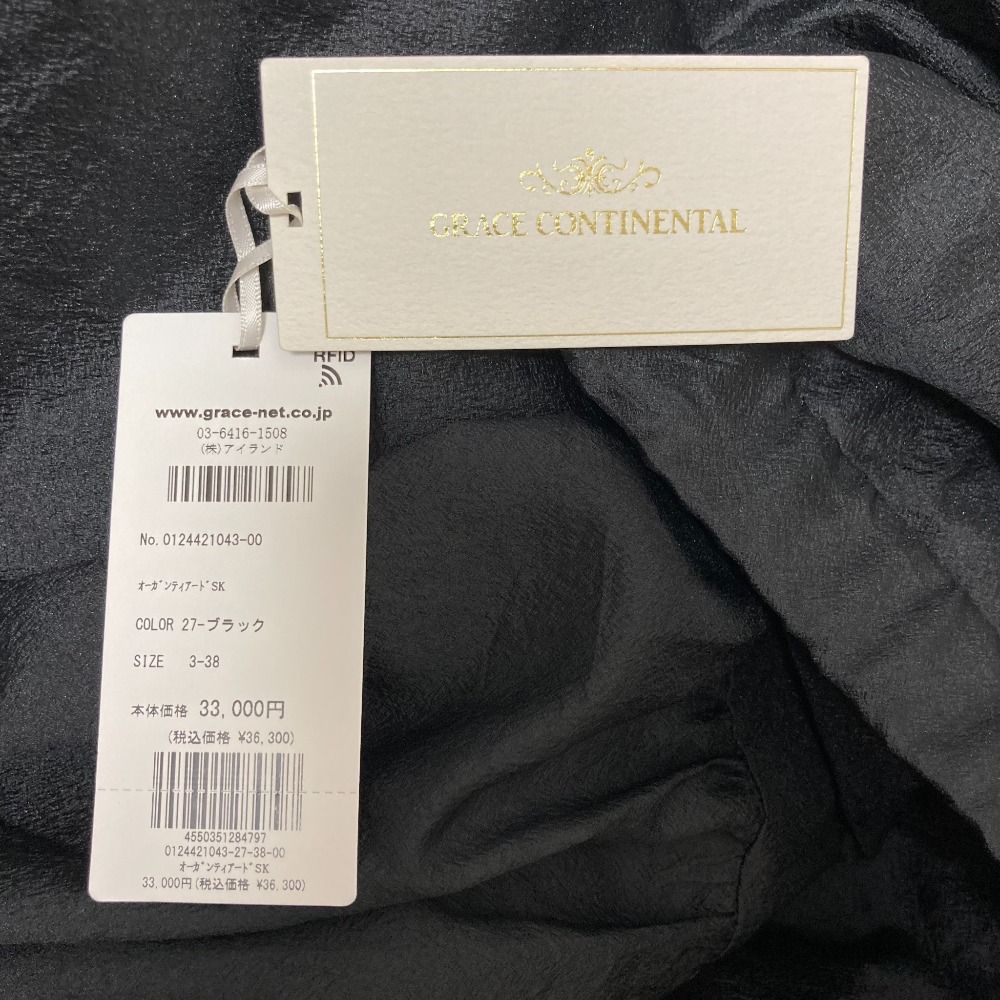 GRACE CONTINENTAL
RFID
www.grace-net.co.jp
03-6416-1508
(株)アイランド
No. 0124421043-00
ｵｰｶﾞﾝﾃｨｱｰﾄﾞSK
COLOR 27-ブラック
SIZE 3-38
本体価格 33,000円
(税込価格 ¥36,300)
4550351284797
0124421043-27-38-00
ｵｰｶﾞﾝﾃｨｱｰﾄﾞSK
33,000円(税込価格 ¥36,300)